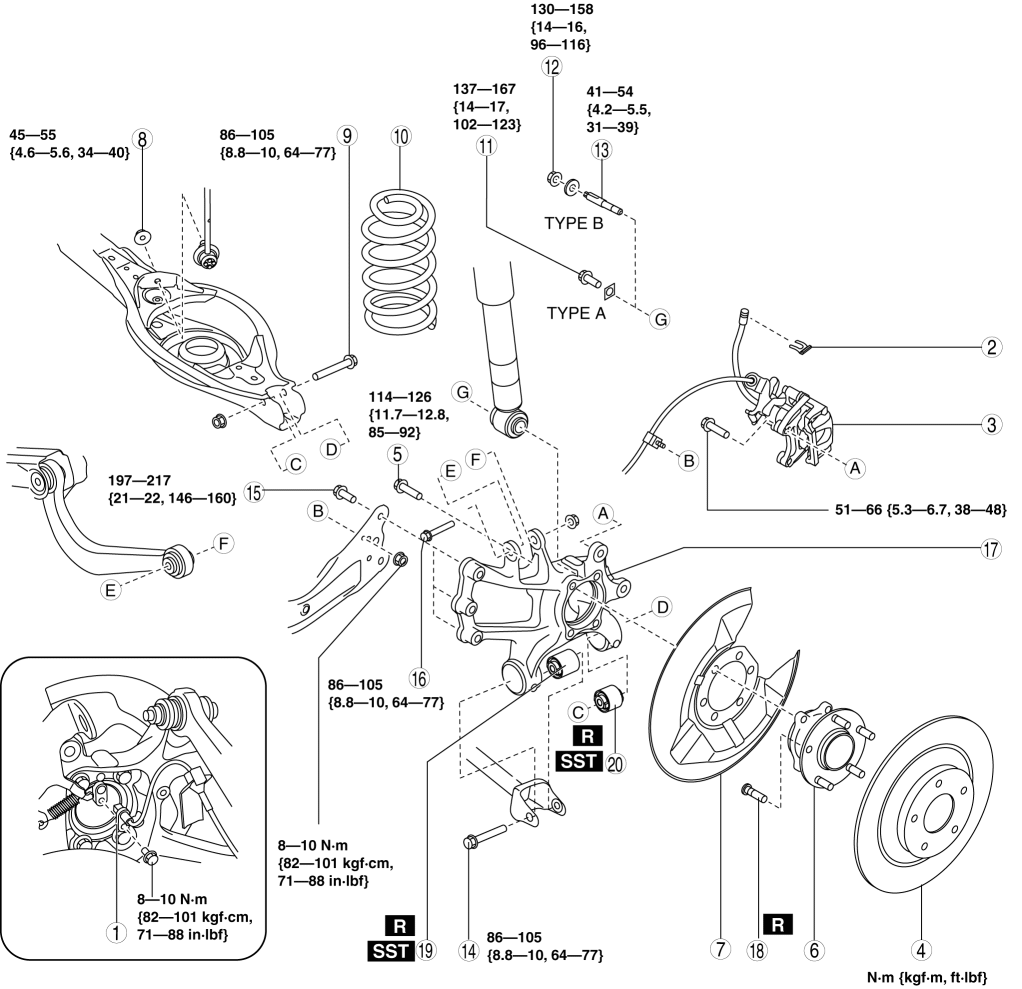 130—158
{14—16,
96—116}
12
137—167
{14—17,
102—123}
11
41—54
{4.2—5.5,
31—39}
13
45—55
{4.6—5.6, 34—40}
8
86—105
{8.8—10, 64—77}
9
10
TYPE B
TYPE A
G
2
3
A
B
51—66 {5.3—6.7, 38—48}
114—126
{11.7—12.8,
85—92}
5
G
E
F
D
C
197—217
{21—22, 146—160}
15
B
A
F
E
17
D
16
86—105
{8.8—10, 64—77}
C
R
SST
20
8—10 N·m
{82—101 kgf·cm,
71—88 in·lbf}
8—10 N·m
{82—101 kgf·cm,
71—88 in·lbf}
1
R
SST
19
14
86—105
{8.8—10, 64—77}
7
R
18
6
4
N·m {kgf·m, ft·lbf}